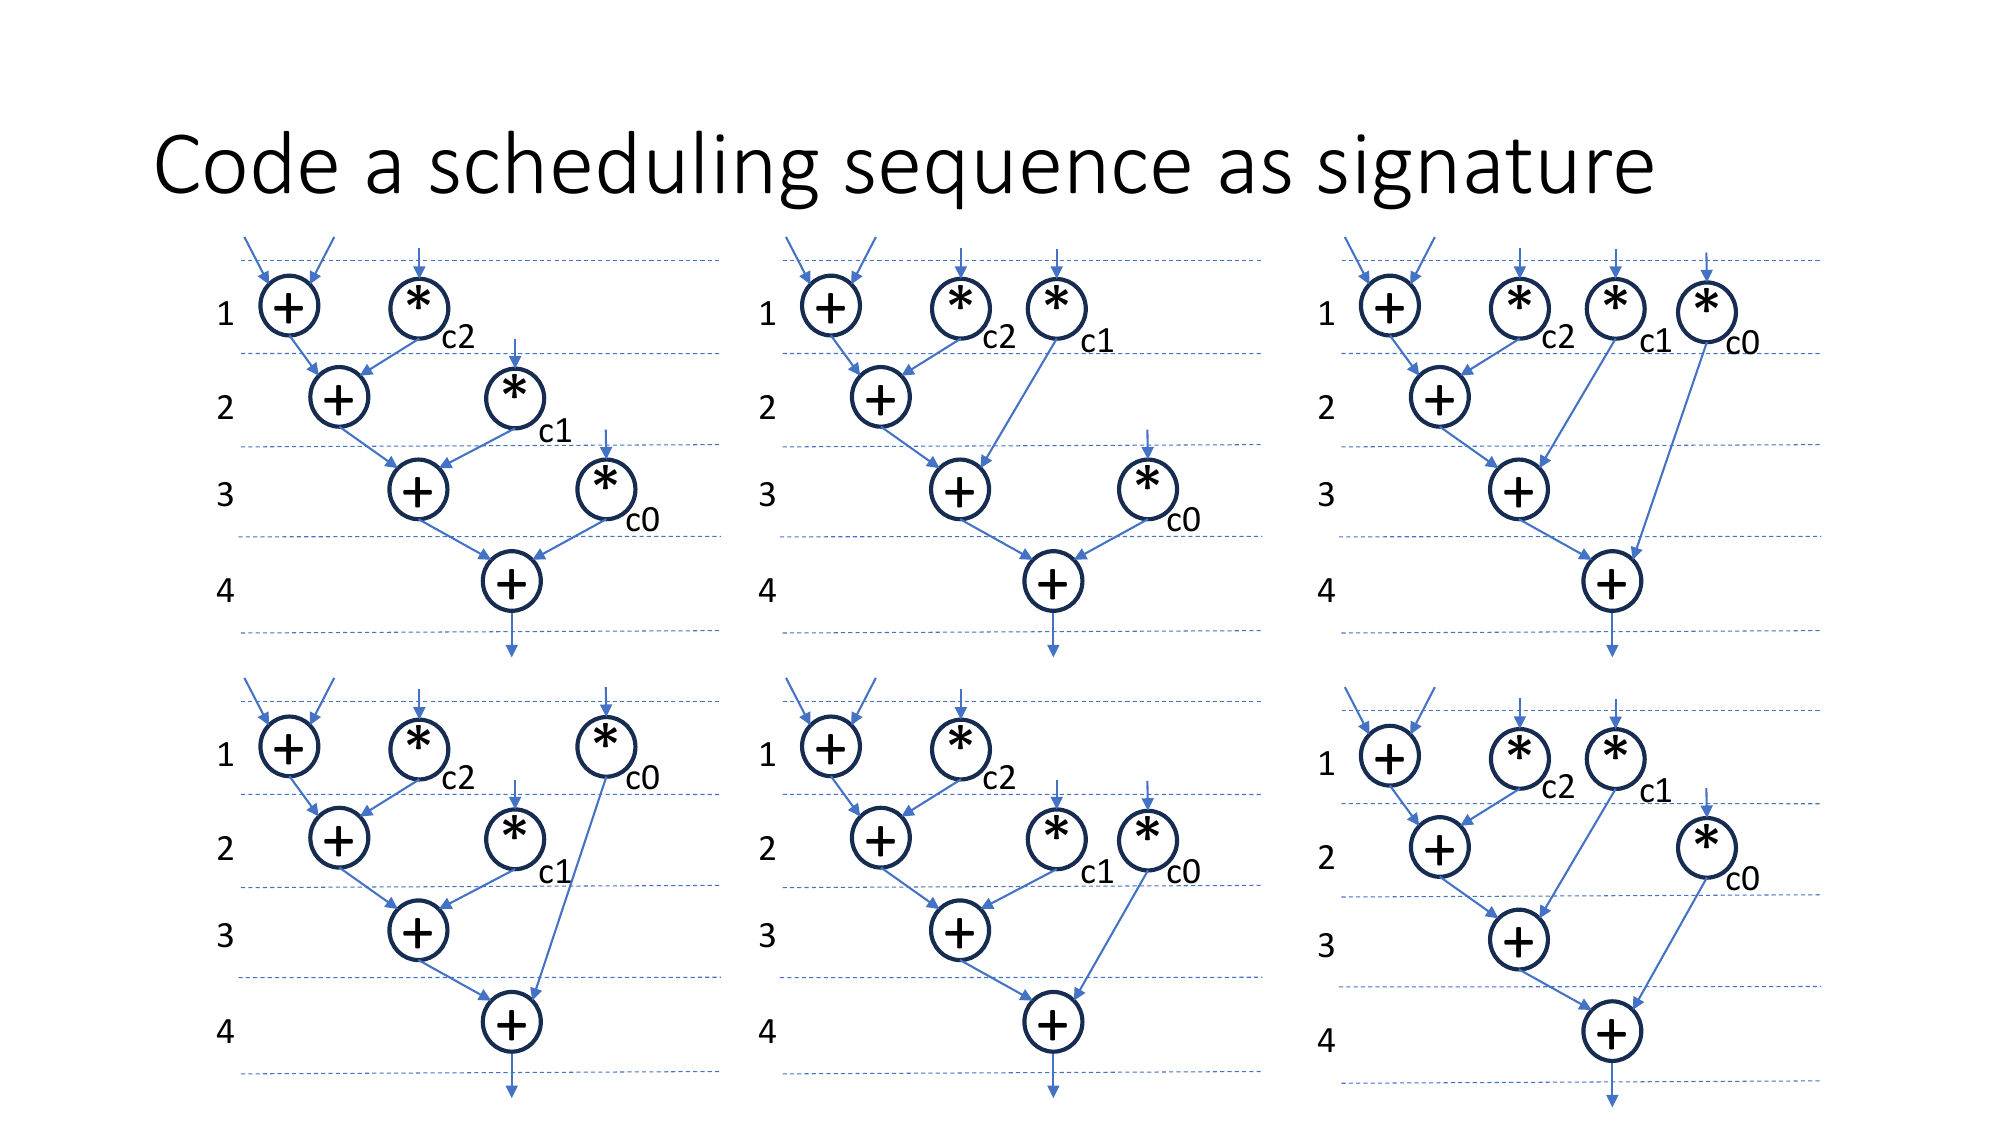 Code a scheduling sequence as signature
1 + * c2
2 + * c1
3 + * c0
4 +
1 + * c2 * c1
2 +
3 + * c0
4 +
1 + * c2 * c1 * c0
2 +
3 +
4 +
1 + * c2 * c0
2 + * c1
3 +
4 +
1 + * c2
2 + * c1 * c0
3 +
4 +
1 + * c2 * c1
2 + * c0
3 +
4 +